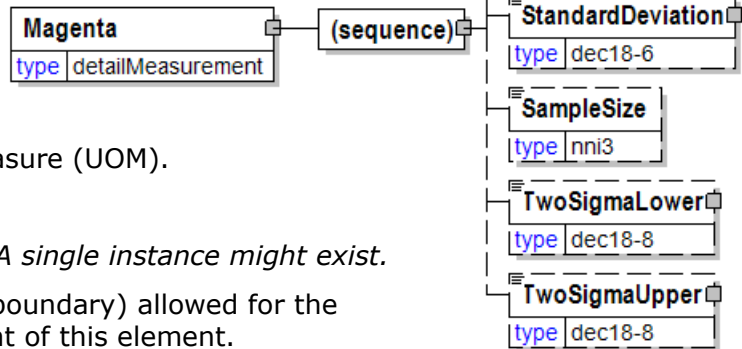 Magenta
type detailMeasurement
(sequence)
StandardDeviation
type dec18-6
SampleSize
type nni3
TwoSigmaLower
type dec18-8
TwoSigmaUpper
type dec18-8
asure (UOM).
A single instance might exist.
boundary) allowed for the
nt of this element.